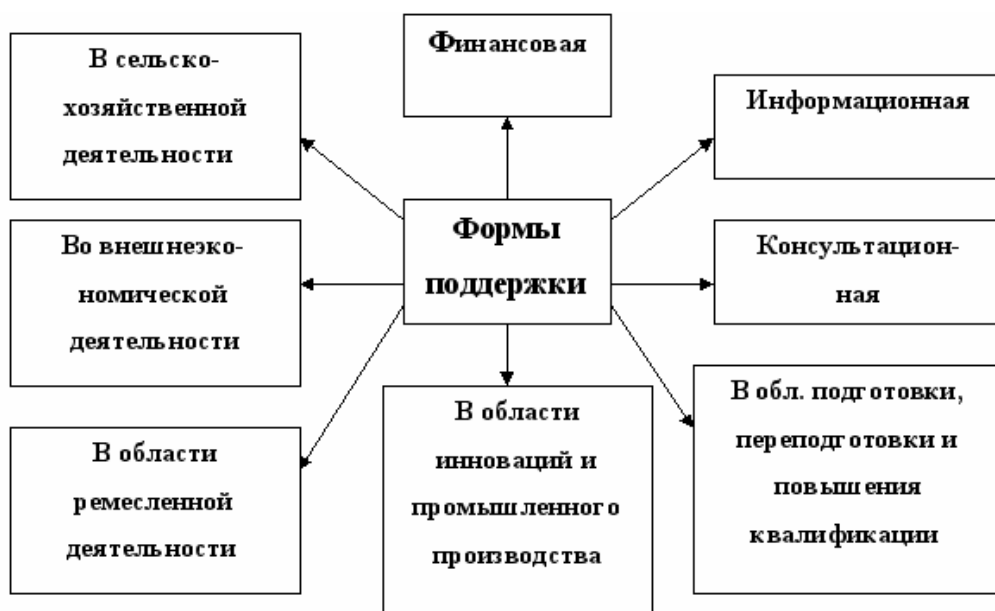 Финансовая
В сельско-
хозяйственной
деятельности
Информационная
Формы
поддержки
Во внешнеэко-
номической
деятельности
Консультацион-
ная
В области
ремесленной
деятельности
В области
инноваций и
промышленного
производства
В обл. подготовки,
переподготовки и
повышения
квалификации